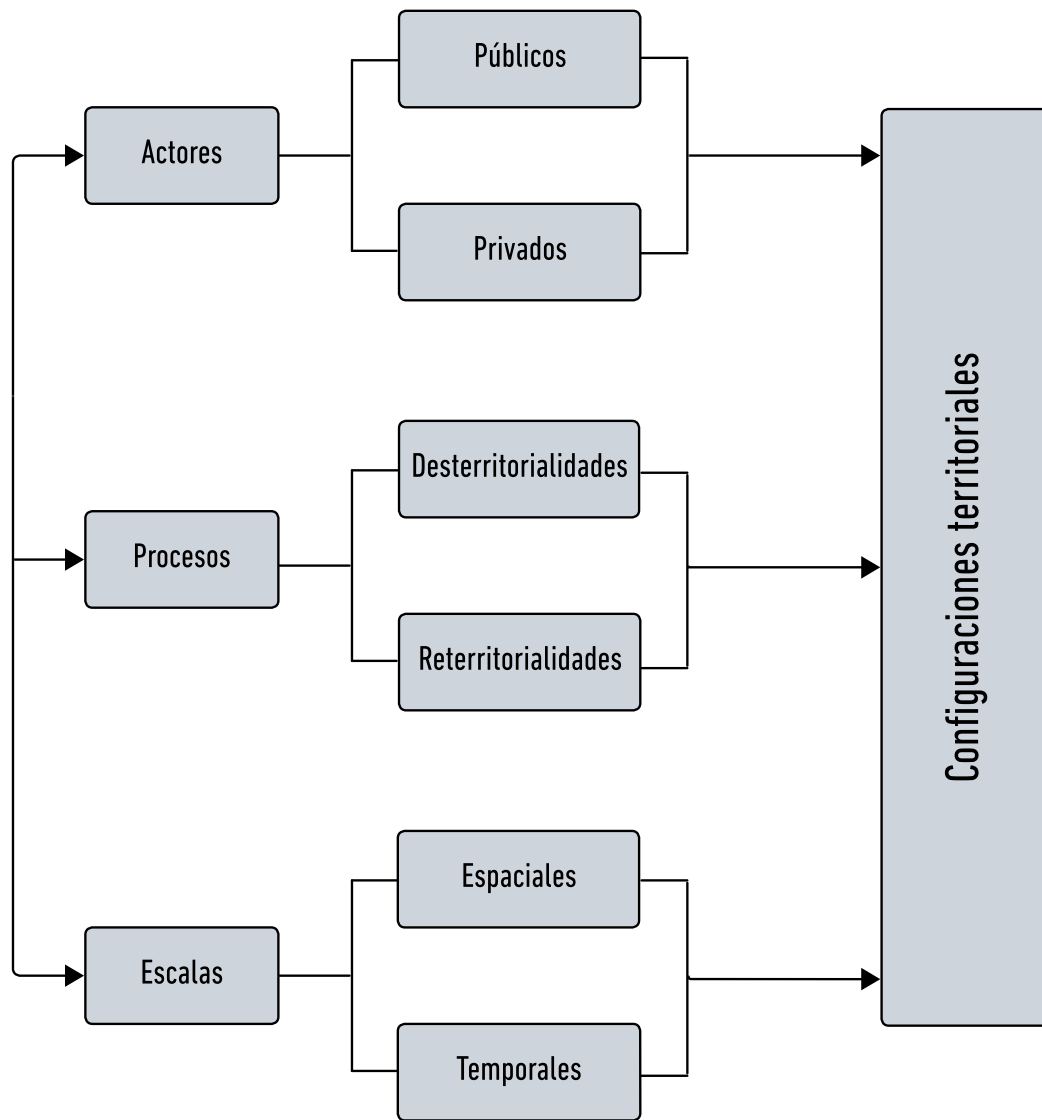 Públicos
Actores
Privados
Desterritorialidades
Procesos
Reterritorialidades
Espaciales
Escalas
Temporales
Configuraciones territoriales